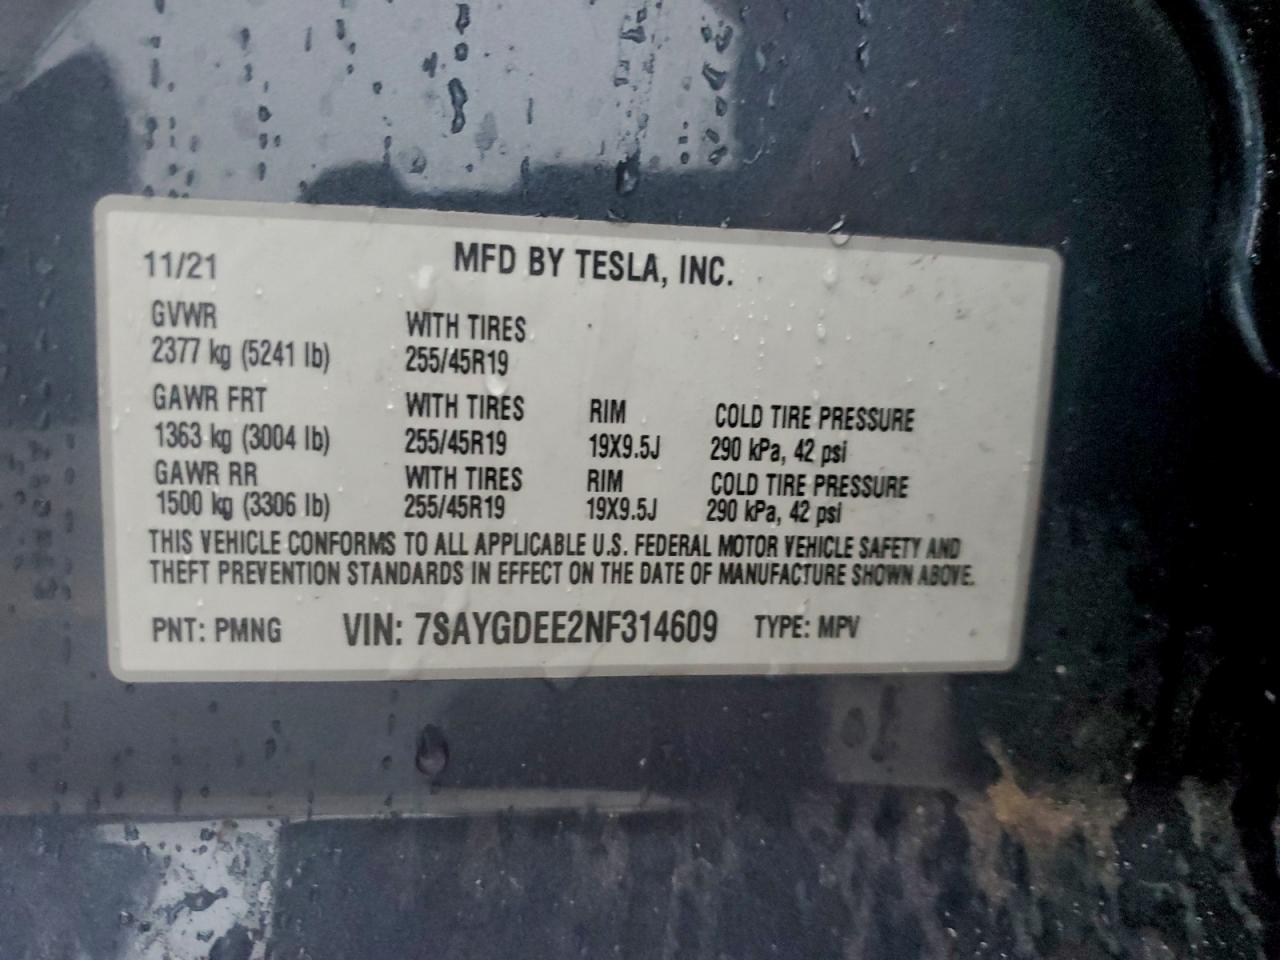 11/21 MFD BY TESLA, INC.
GVWR WITH TIRES
2377 kg (5241 lb) 255/45R19
GAWR FRT WITH TIRES RIM COLD TIRE PRESSURE
1363 kg (3004 lb) 255/45R19 19X9.5J 290 kPa, 42 psi
GAWR RR WITH TIRES RIM COLD TIRE PRESSURE
1500 kg (3306 lb) 255/45R19 19X9.5J 290 kPa, 42 psi
THIS VEHICLE CONFORMS TO ALL APPLICABLE U.S. FEDERAL MOTOR VEHICLE SAFETY AND
THEFT PREVENTION STANDARDS IN EFFECT ON THE DATE OF MANUFACTURE SHOWN ABOVE.
PNT: PMNG VIN: 7SAYGDEE2NF314609 TYPE: MPV